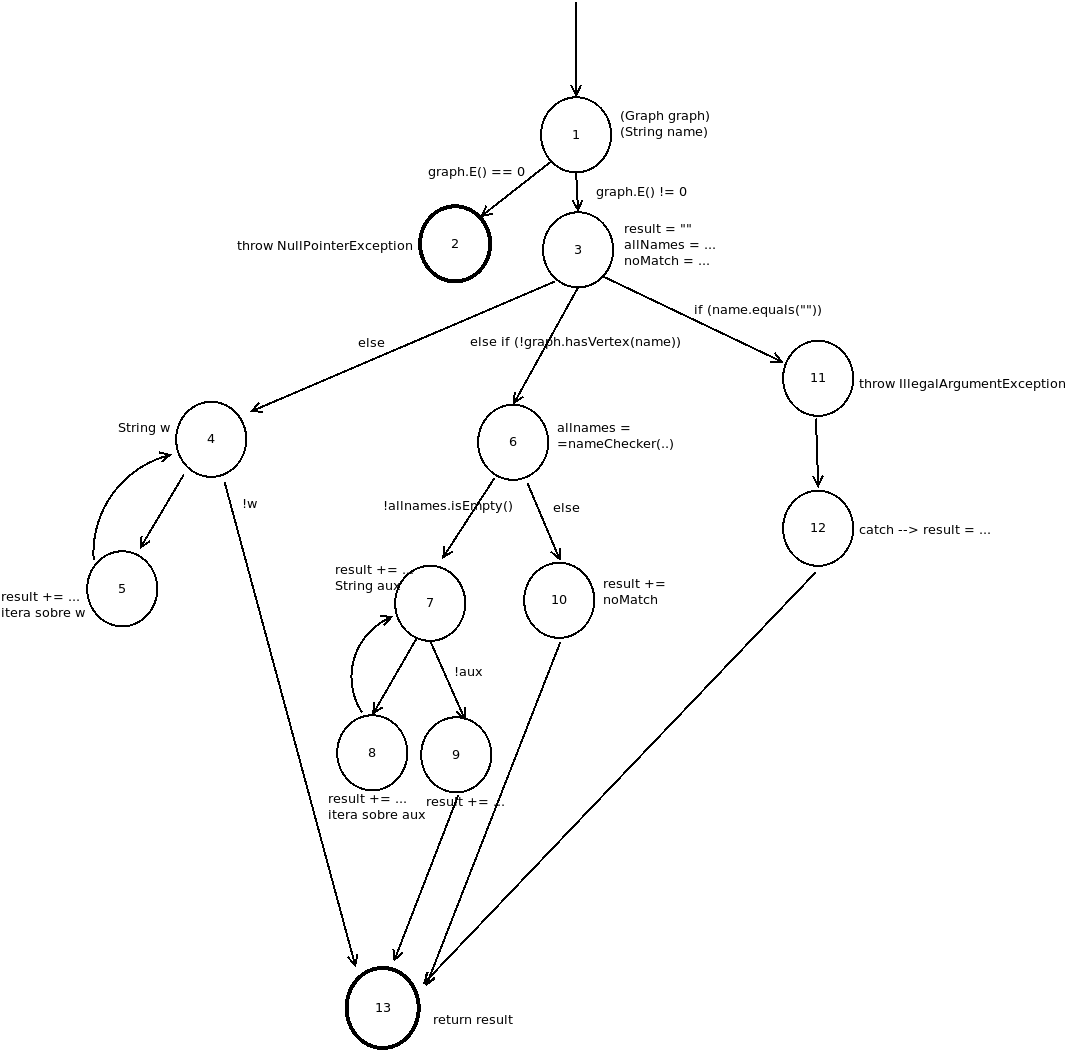 (Graph graph)
(String name)
1
graph.E() == 0
graph.E() != 0
2
throw NullPointerException
3
result = ""
allNames = ...
noMatch = ...
if (name.equals(""))
else
else if (!graph.hasVertex(name))
11
throw IllegalArgumentException
String w
4
6
allnames =
=nameChecker(..)
!w
!allnames.isEmpty()
else
12
catch --> result = ...
5
result += ...
itera sobre w
result += ...
String aux
7
10
result +=
noMatch
!aux
8
9
result += ...
itera sobre aux
result += ...
13
return result